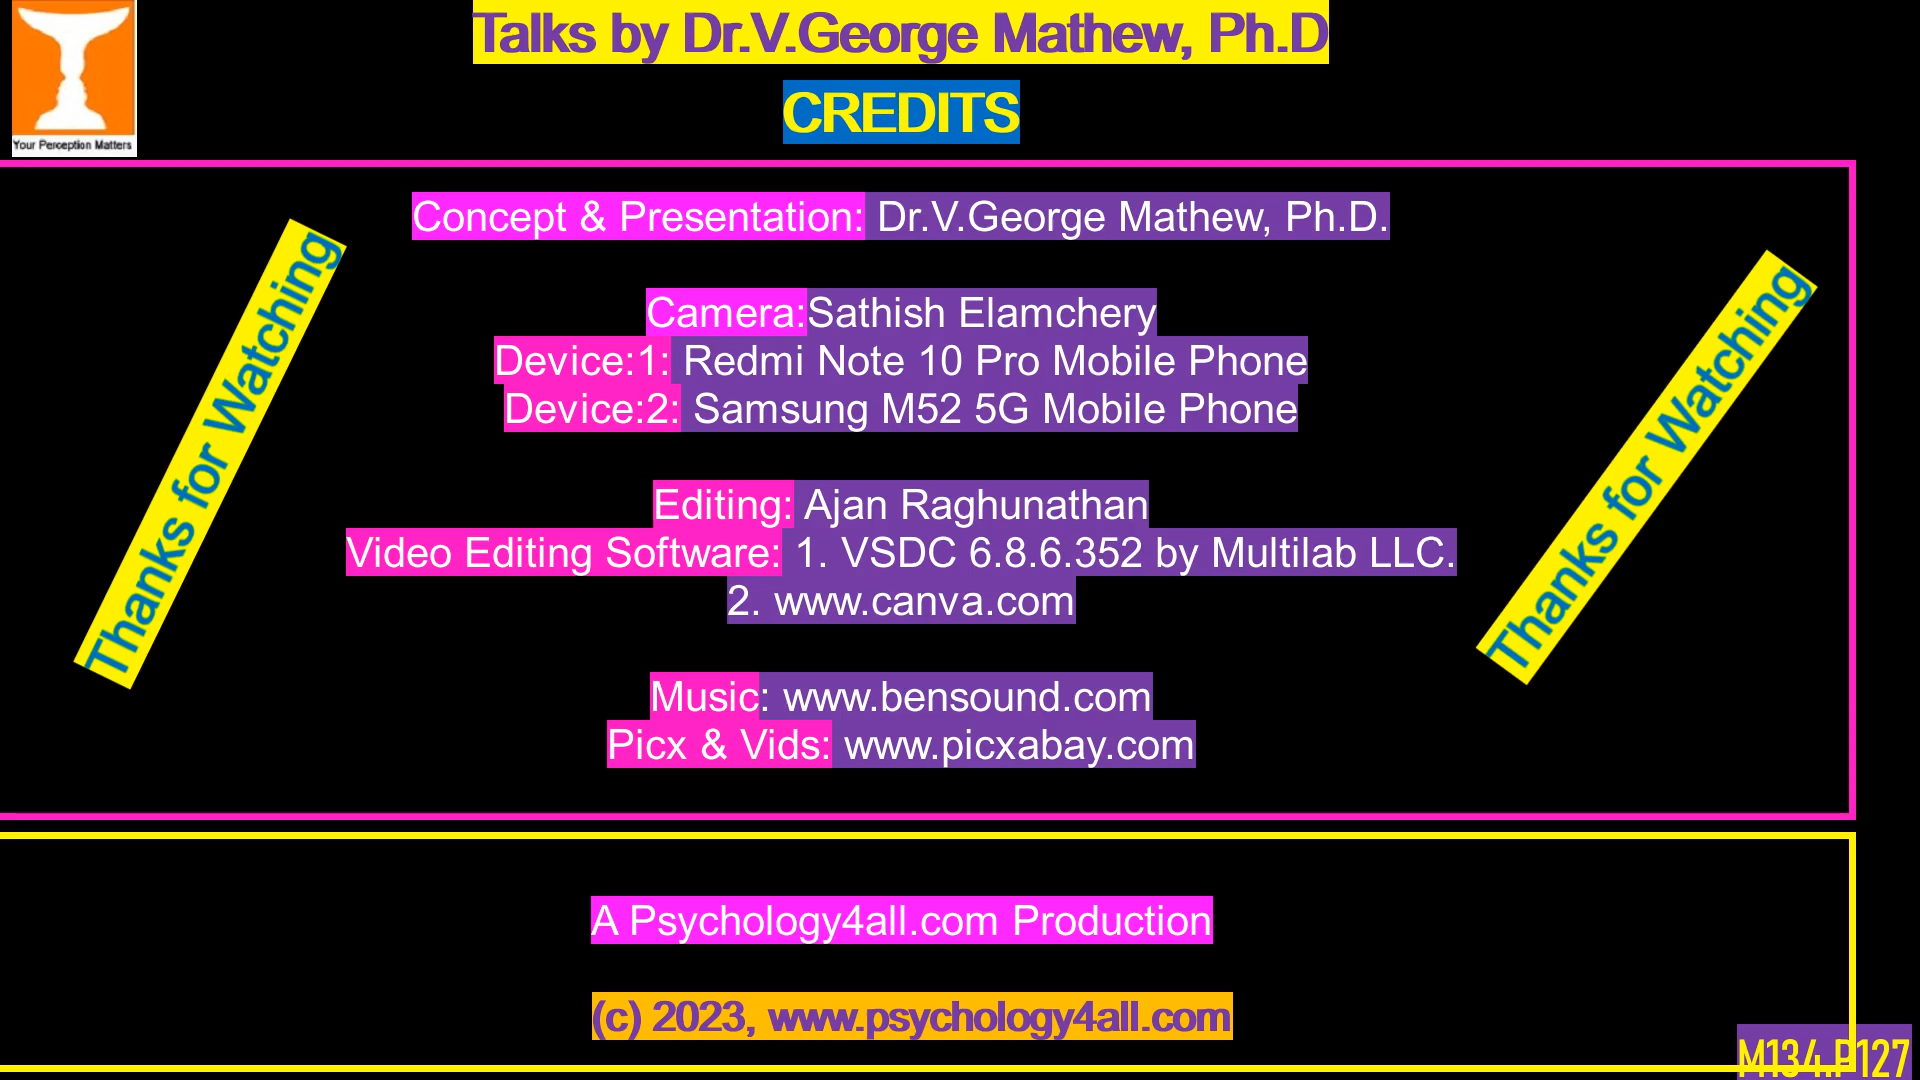 Talks by Dr.V.George Mathew, Ph.D
CREDITS
Your Perception Matters
Concept & Presentation: Dr.V.George Mathew, Ph.D.
Camera:Sathish Elamchery
Device:1: Redmi Note 10 Pro Mobile Phone
Device:2: Samsung M52 5G Mobile Phone
Editing: Ajan Raghunathan
Video Editing Software: 1. VSDC 6.8.6.352 by Multilab LLC.
2. www.canva.com
Music: www.bensound.com
Picx & Vids: www.picxabay.com
Thanks for Watching
Thanks for Watching
A Psychology4all.com Production
(c) 2023, www.psychology4all.com
M134.P127